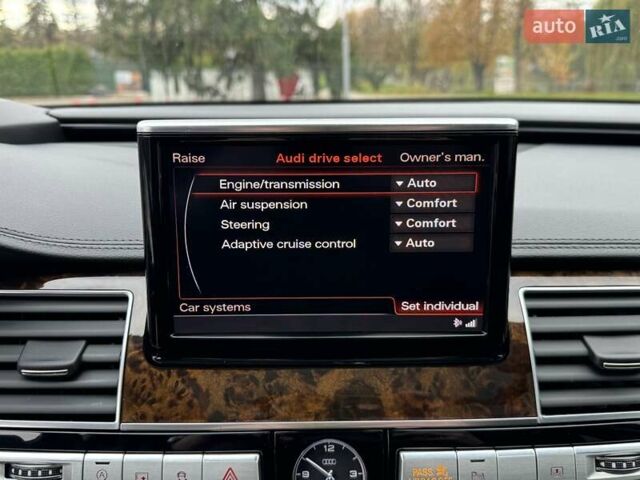 auto RIA.com
Raise Audi drive select Owner's man.
Engine/transmission Auto
Air suspension Comfort
Steering Comfort
Adaptive cruise control Auto
Car systems Set individual
PASS.